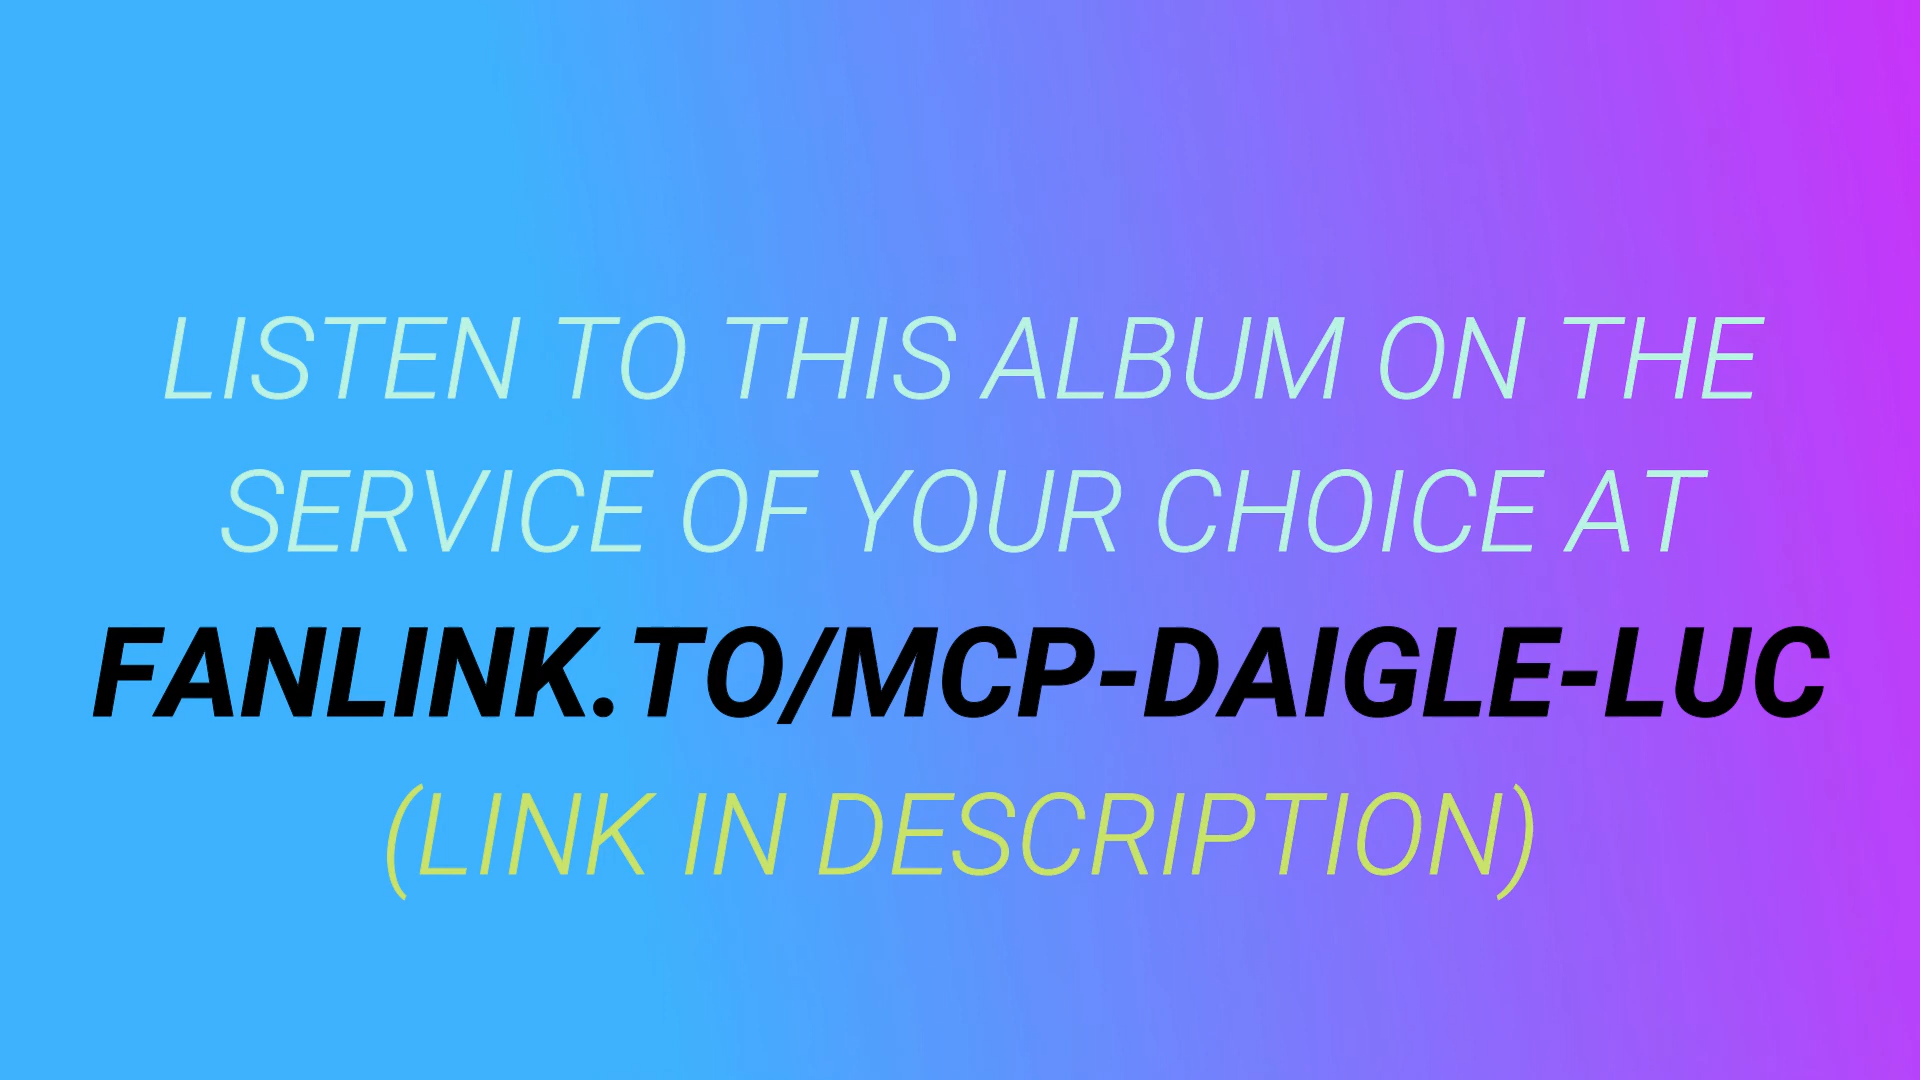 LISTEN TO THIS ALBUM ON THE
SERVICE OF YOUR CHOICE AT
FANLINK.TO/MCP-DAIGLE-LUC
(LINK IN DESCRIPTION)